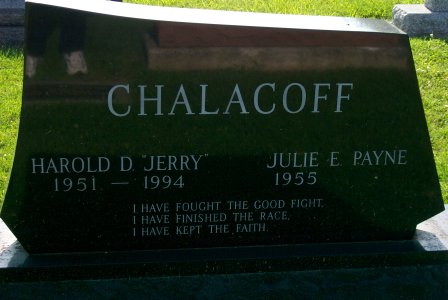 CHALACOFF
HAROLD D. "JERRY" JULIE E. PAYNE
1951 — 1994 1955
I HAVE FOUGHT THE GOOD FIGHT.
I HAVE FINISHED THE RACE,
I HAVE KEPT THE FAITH.